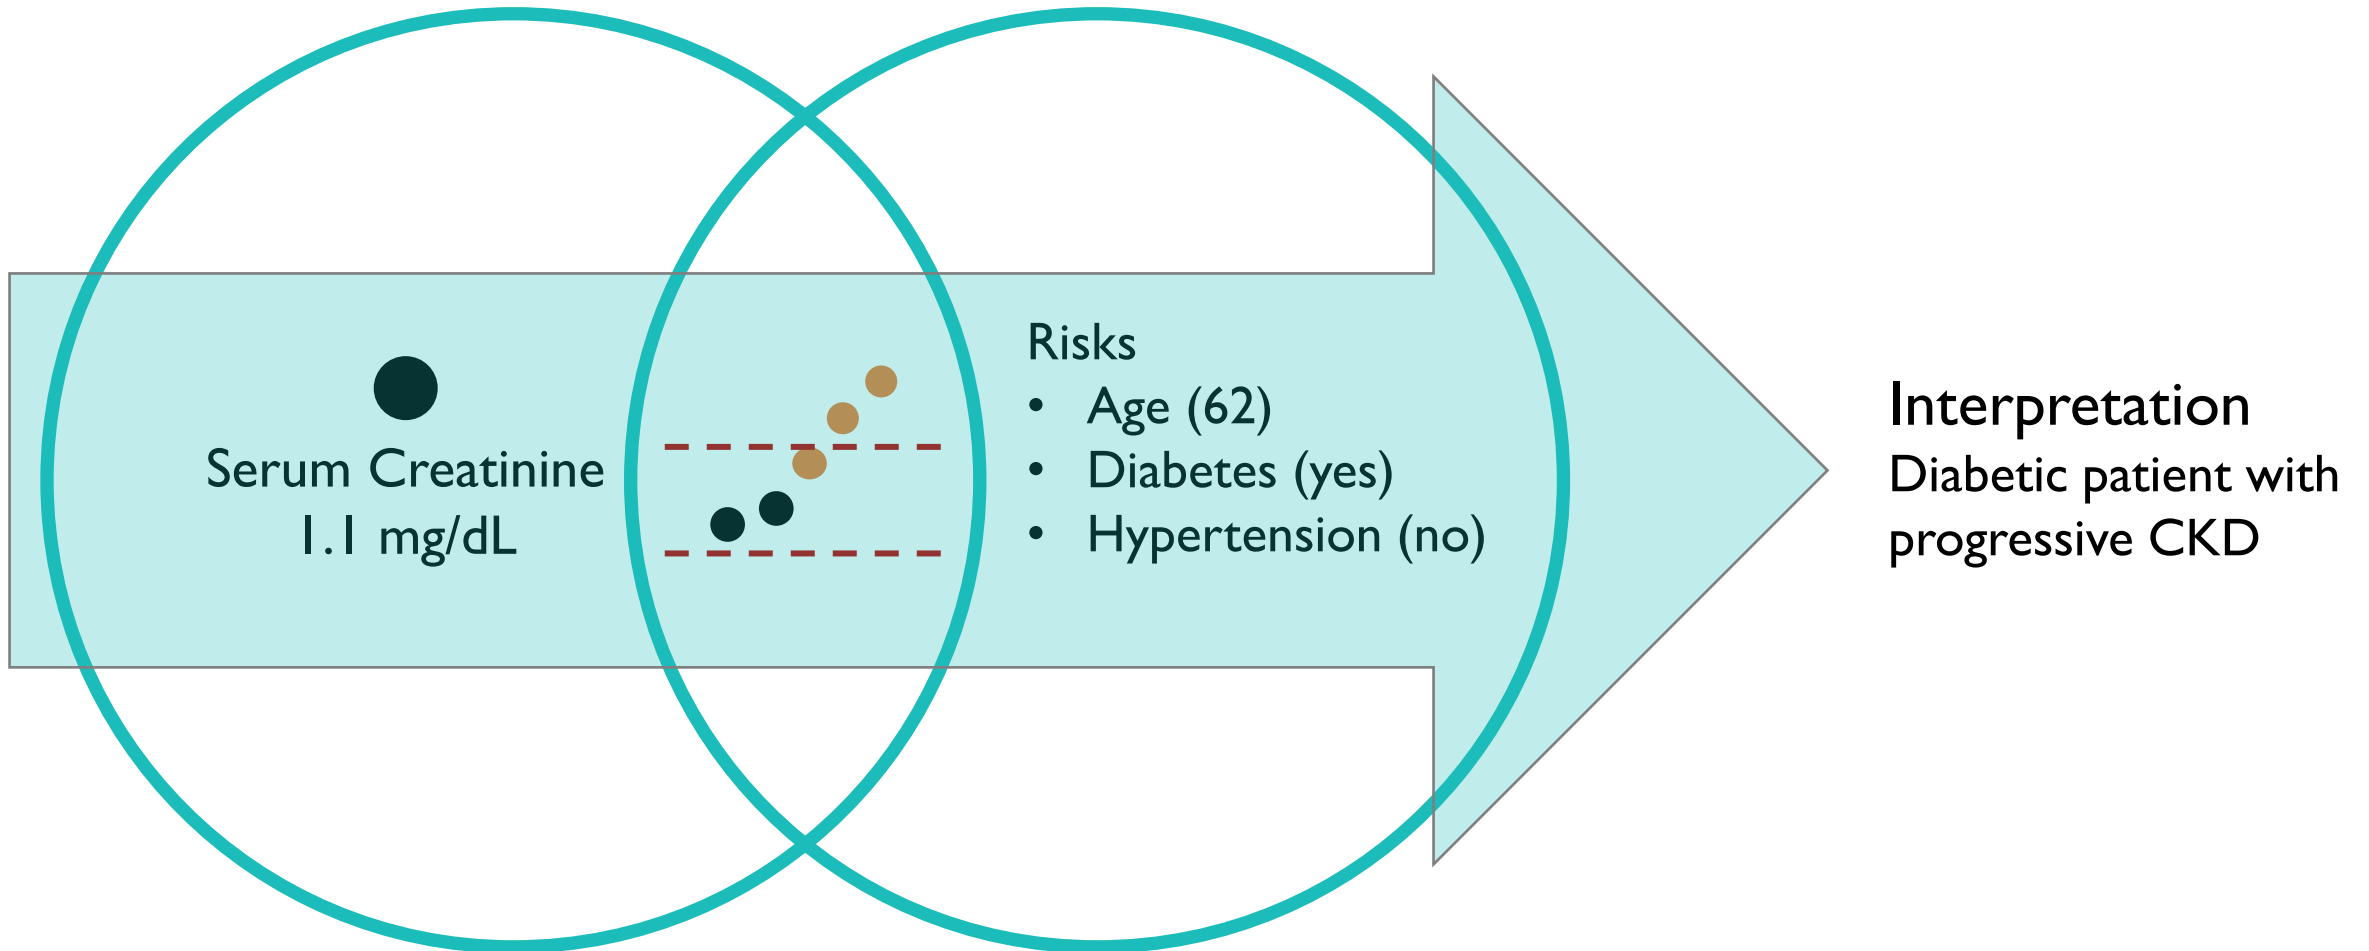 Serum Creatinine
1.1 mg/dL
Risks
• Age (62)
• Diabetes (yes)
• Hypertension (no)
Interpretation
Diabetic patient with
progressive CKD